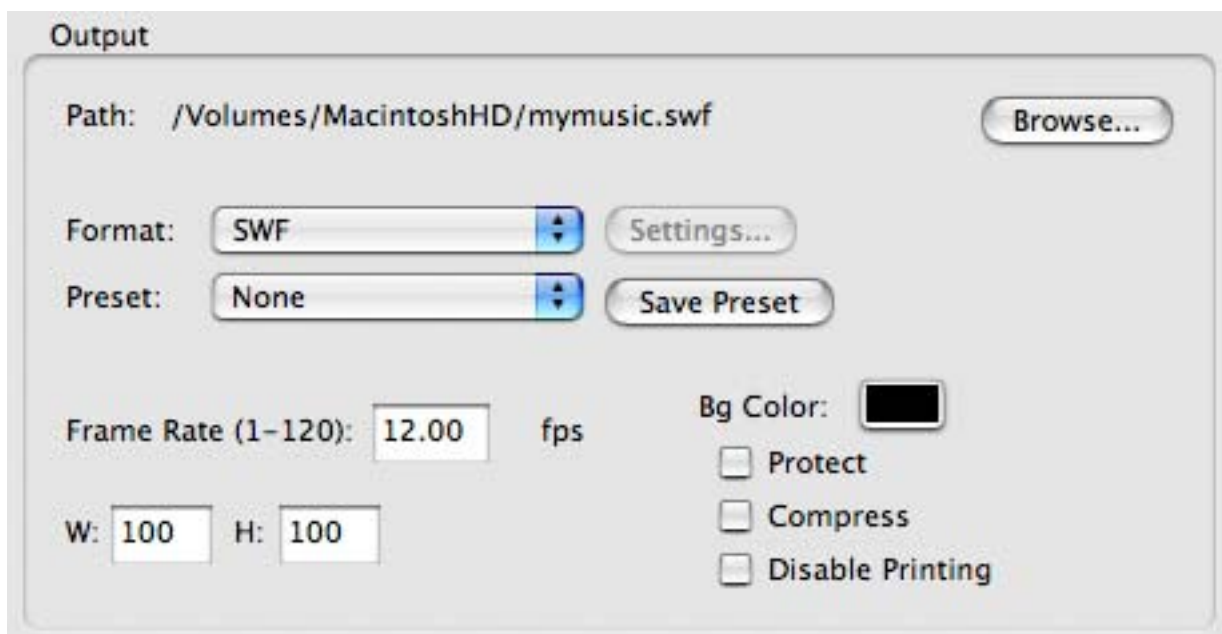 Output
Path: /Volumes/MacintoshHD/mymusic.swf Browse...
Format: SWF Settings...
Preset: None Save Preset
Frame Rate (1-120): 12.00 fps
Bg Color:
Protect
W: 100 H: 100
Compress
Disable Printing